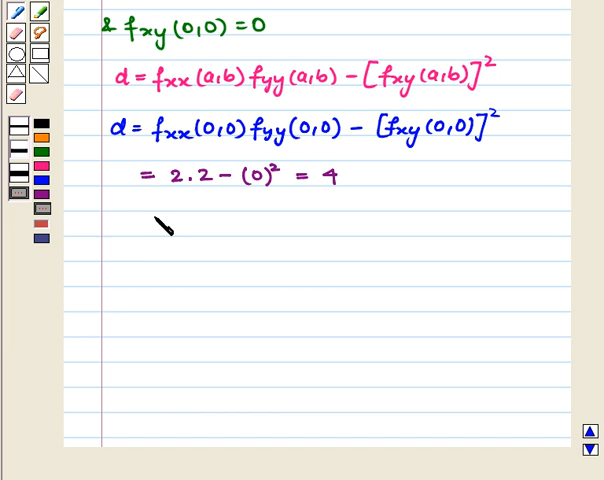 & fxy (0,0) = 0
d = fxx (a,b) fyy (a,b) - [fxy (a,b)]²
d = fxx (0,0) fyy (0,0) - [fxy (0,0)]²
= 2.2 - (0)² = 4